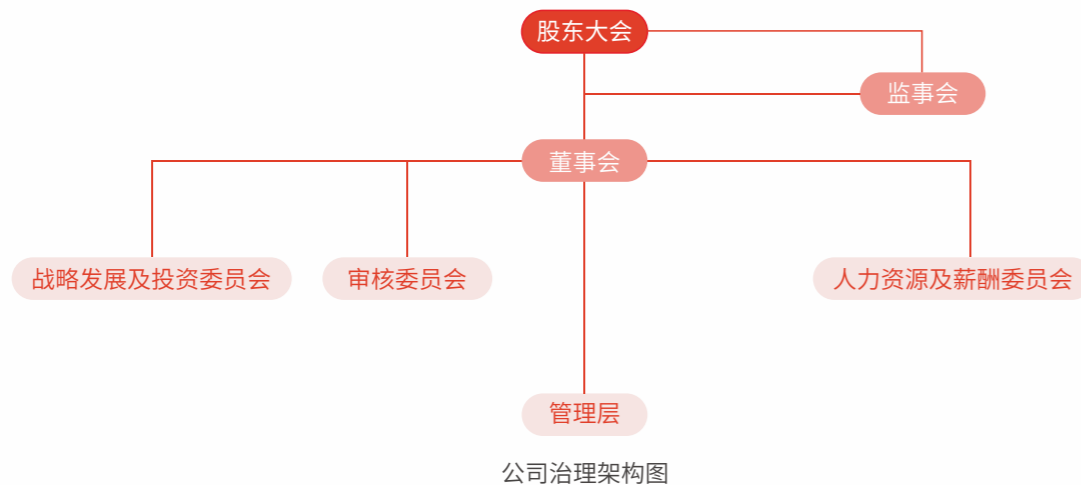 股东大会
监事会
董事会
战略发展及投资委员会
审核委员会
人力资源及薪酬委员会
管理层
公司治理架构图